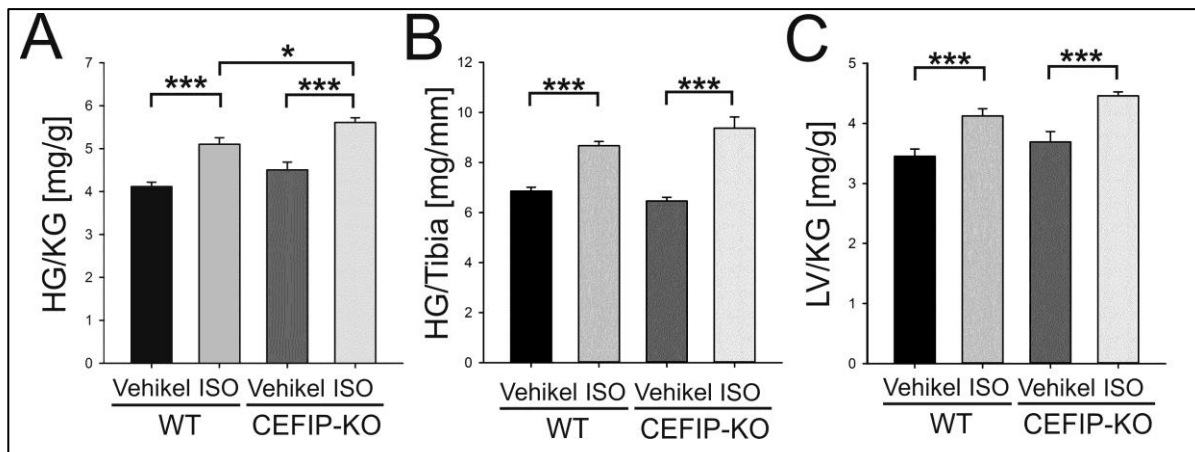 A
HG/KG [mg/g]
7
6
5
4
3
2
1
0
***
*
***
Vehikel ISO Vehikel ISO
WT CEFIP-KO
B
HG/Tibia [mg/mm]
12
10
8
6
4
2
0
***
***
Vehikel ISO Vehikel ISO
WT CEFIP-KO
C
LV/KG [mg/g]
5
4
3
2
1
0
***
***
Vehikel ISO Vehikel ISO
WT CEFIP-KO